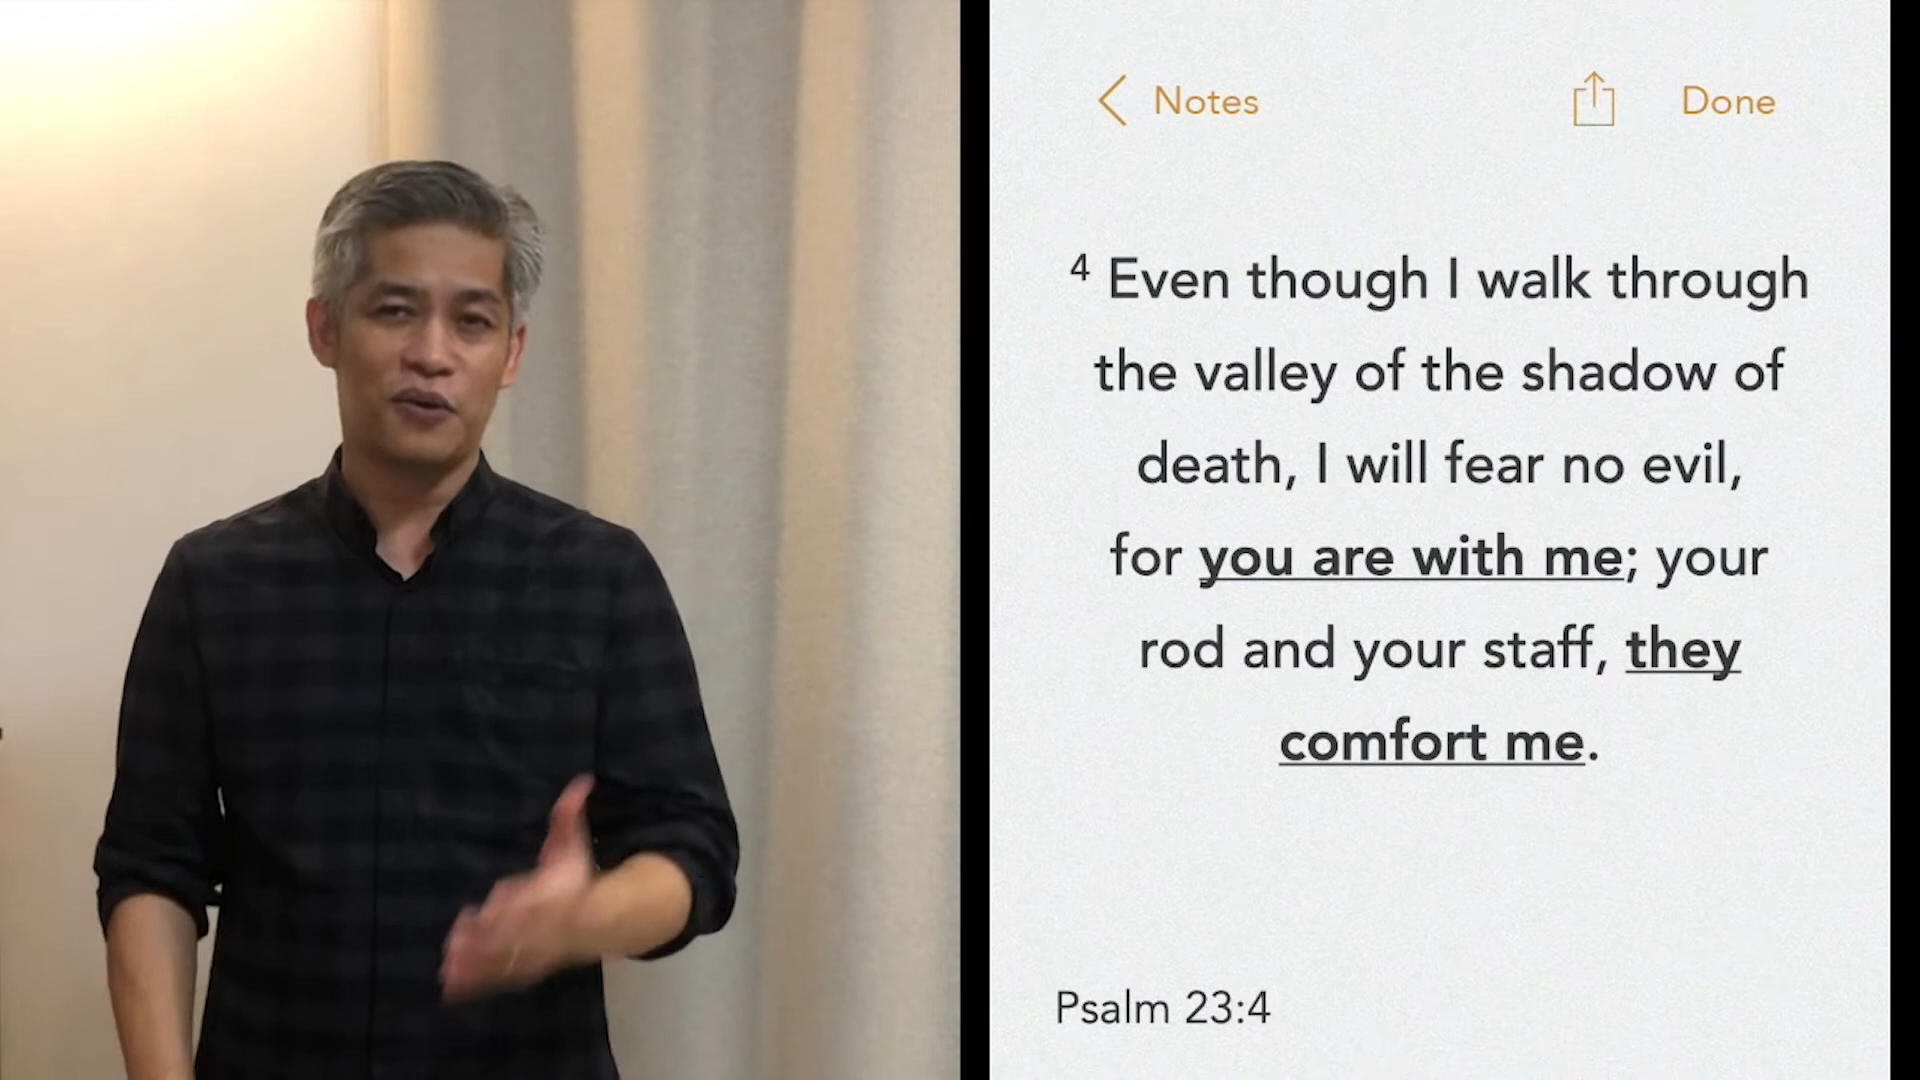 Notes Done
4 Even though I walk through
the valley of the shadow of
death, I will fear no evil,
for you are with me; your
rod and your staff, they
comfort me.
Psalm 23:4